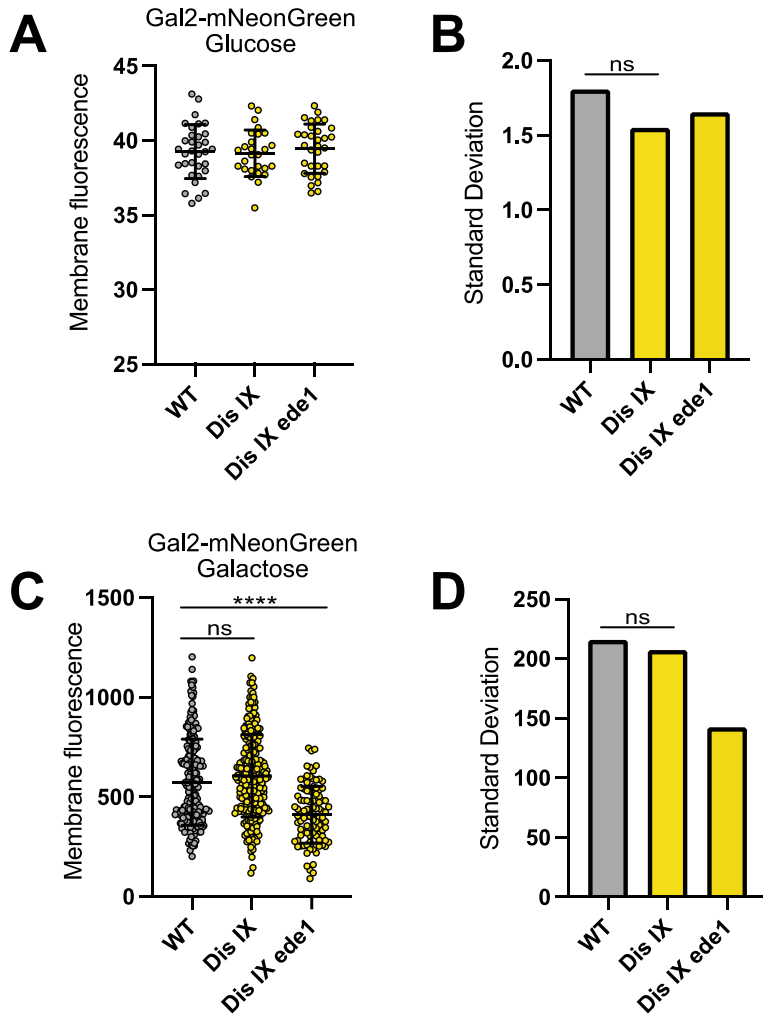 A
Gal2-mNeonGreen
Glucose
Membrane fluorescence
45
40
35
30
25
WT
Dis IX
Dis IX ede1
B
ns
Standard Deviation
2.0
1.5
1.0
0.5
0.0
WT
Dis IX
Dis IX ede1
C
Gal2-mNeonGreen
Galactose
****
ns
Membrane fluorescence
1500
1000
500
0
WT
Dis IX
Dis IX ede1
D
ns
Standard Deviation
250
200
150
100
50
0
WT
Dis IX
Dis IX ede1